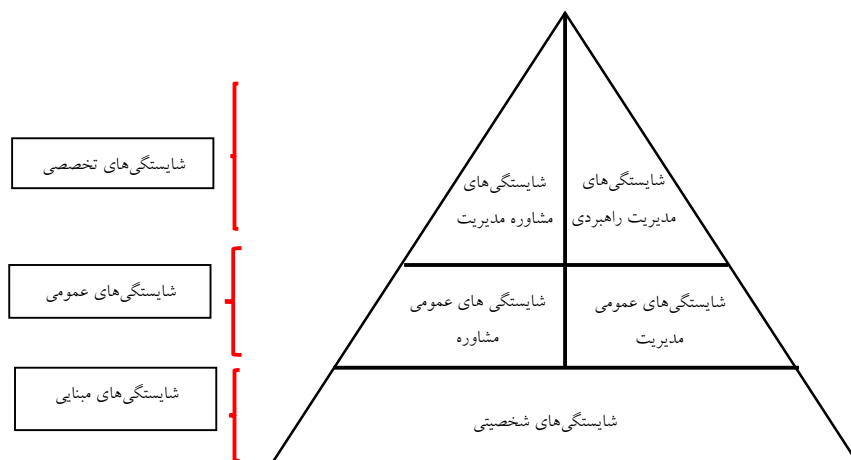 شایستگی‌های
مدیریت راهبردی
شایستگی‌های
مشاوره مدیریت
شایستگی‌های تخصصی
شایستگی‌های عمومی
مدیریت
شایستگی های عمومی
مشاوره
شایستگی‌های عمومی
شایستگی‌های شخصیتی
شایستگی‌های مبنایی